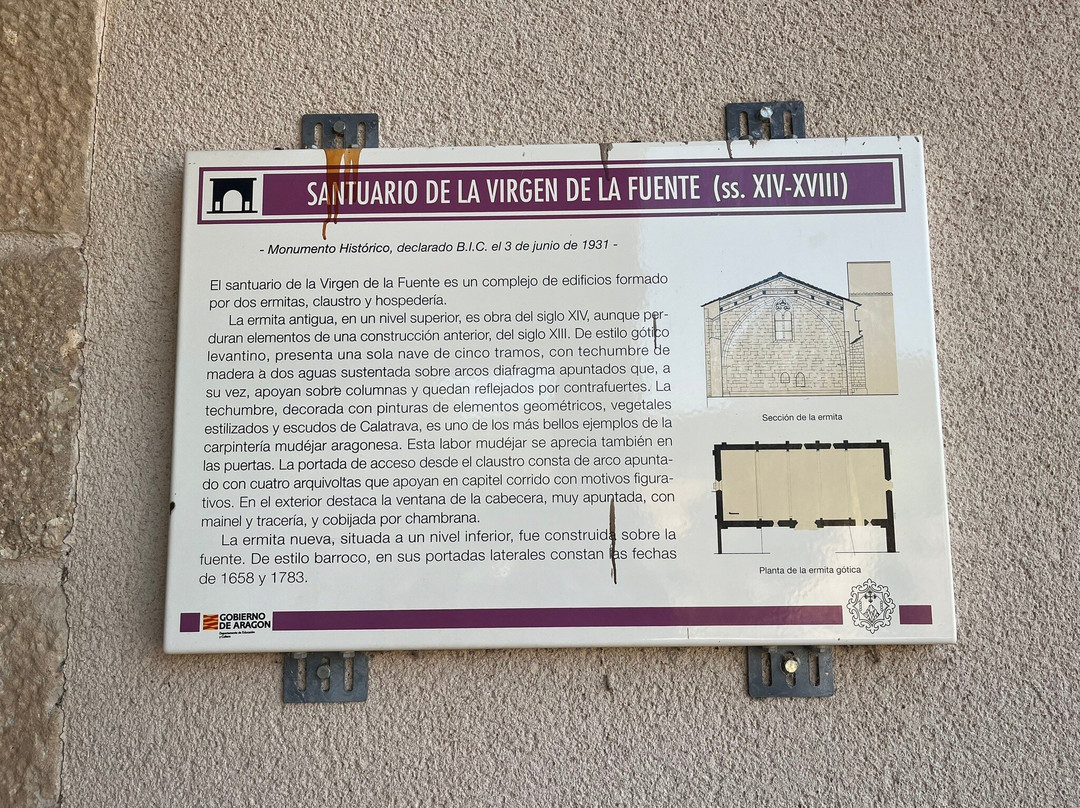 SANTUARIO DE LA VIRGEN DE LA FUENTE (ss. XIV-XVIII)
- Monumento Histórico, declarado B.I.C. el 3 de junio de 1931 -
El santuario de la Virgen de la Fuente es un complejo de edificios formado
por dos ermitas, claustro y hospedería.
La ermita antigua, en un nivel superior, es obra del siglo XIV, aunque per-
duran elementos de una construcción anterior, del siglo XIII. De estilo gótico
levantino, presenta una sola nave de cinco tramos, con techumbre de
madera a dos aguas sustentada sobre arcos diafragma apuntados que, a
su vez, apoyan sobre columnas y quedan reflejados por contrafuertes. La
techumbre, decorada con pinturas de elementos geométricos, vegetales
estilizados y escudos de Calatrava, es uno de los más bellos ejemplos de la
carpintería mudéjar aragonesa. Esta labor mudéjar se aprecia también en
las puertas. La portada de acceso desde el claustro consta de arco apunta-
do con cuatro arquivoltas que apoyan en capitel corrido con motivos figura-
tivos. En el exterior destaca la ventana de la cabecera, muy apuntada, con
mainel y tracería, y cobijada por chambrana.
La ermita nueva, situada a un nivel inferior, fue construida sobre la
fuente. De estilo barroco, en sus portadas laterales constan las fechas
de 1658 y 1783.
Sección de la ermita
Planta de la ermita gótica
GOBIERNO
DE ARAGON
Departamento de Educación
y Cultura